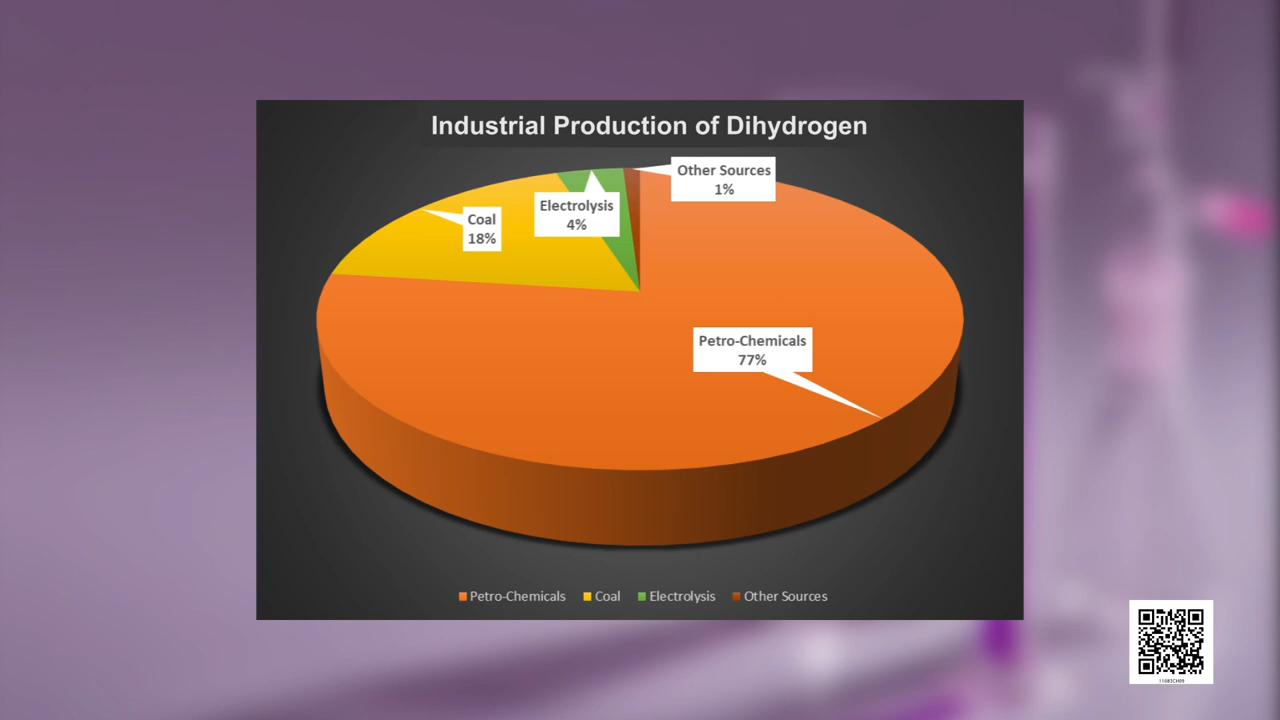 Industrial Production of Dihydrogen
Other Sources
1%
Electrolysis
4%
Coal
18%
Petro-Chemicals
77%
Petro-Chemicals Coal Electrolysis Other Sources